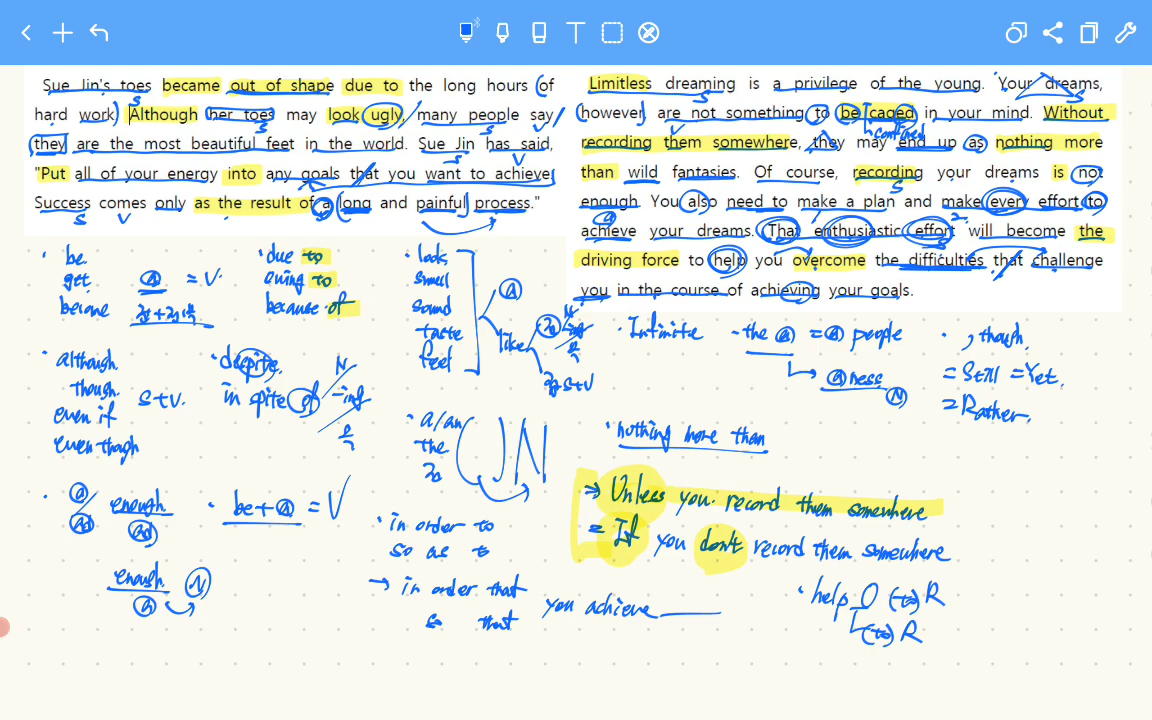 Sue Jin's toes became out of shape due to the long hours of
hard work. Although her toes may look ugly, many people say
they are the most beautiful feet in the world. Sue Jin has said,
"Put all of your energy into any goals that you want to achieve.
Success comes only as the result of a long and painful process."
Limitless dreaming is a privilege of the young. Your dreams,
however, are not something to be caged in your mind. Without
confined
recording them somewhere, they may end up as nothing more
than wild fantasies. Of course, recording your dreams is not
enough. You also need to make a plan and make every effort to
achieve your dreams. That enthusiastic effort will become the
driving force to help you overcome the difficulties that challenge
you in the course of achieving your goals.
· be.
get
become
ⓐ = V
· due to
owing to
because of
· look
smell
sound
taste
feel
ⓐ
like
S+V
· although
though
even if
even though
S+V.
· despite
in spite of
N
-ing
· a/an
the
N
· Infinite
- the ⓐ = ⓐ people
ⓐness
Ⓝ
· , though.
= Still = Yet.
= Rather.
· nothing more than
⇒ Unless you record them somewhere
= If you don't record them somewhere
· enough
enough Ⓝ
· be + ⓐ = V
· in order to
so as to
→ in order that
so that
you achieve
· help O (to) R
(to) R